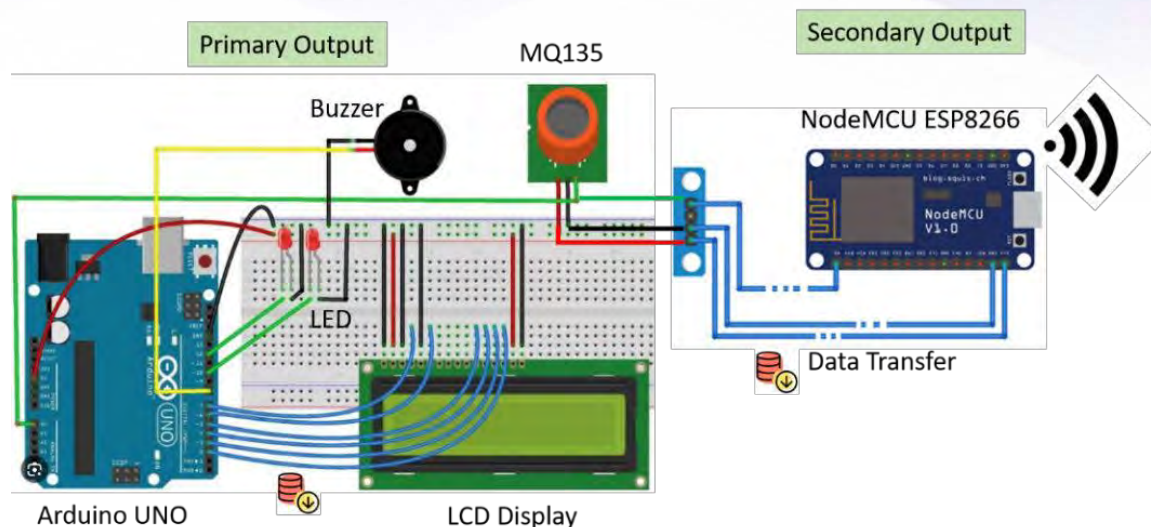 Primary Output
Secondary Output
MQ135
Buzzer
NodeMCU ESP8266
NodeMCU
V1.0
LED
UNO
Data Transfer
Arduino UNO
LCD Display